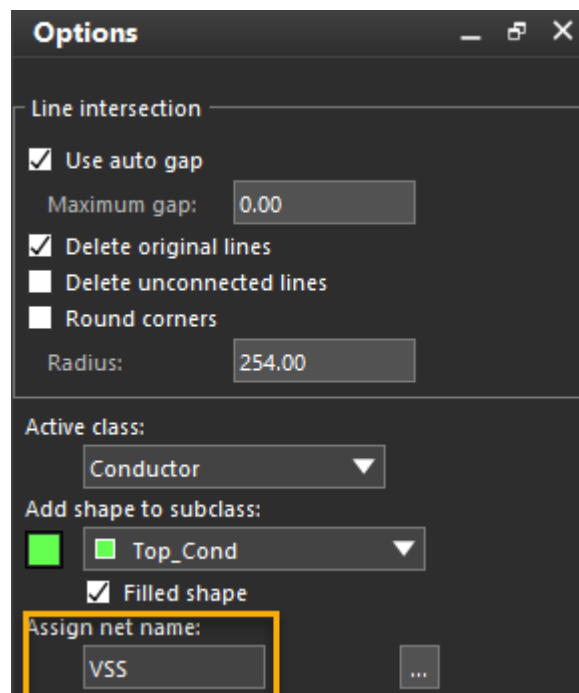 Options
Line intersection
Use auto gap
Maximum gap: 0.00
Delete original lines
Delete unconnected lines
Round corners
Radius: 254.00
Active class:
Conductor
Add shape to subclass:
Top_Cond
Filled shape
Assign net name:
VSS ...